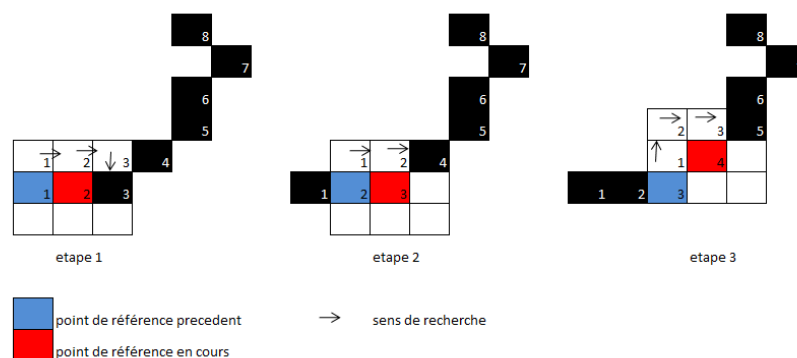 8 8 8
7 7
6 6 6
5 5 5
2 3
1 2 3 4 1 2 4 1 4
1 2 3 1 2 3 1 2 3
etape 1 etape 2 etape 3
point de référence precedent sens de recherche
point de référence en cours